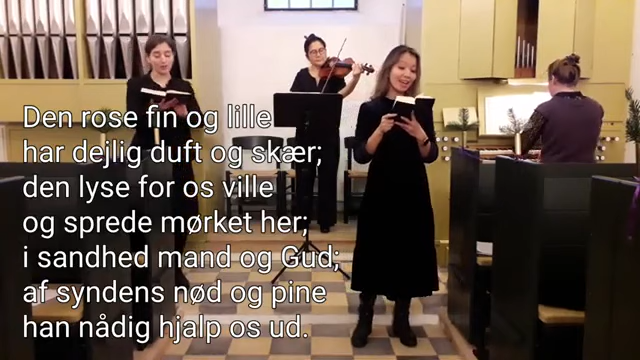 Den rose fin og lille
har dejlig duft og skær;
den lyse for os ville
og sprede mørket her;
i sandhed mand og Gud;
af syndens nød og pine
han nådig hjalp os ud.